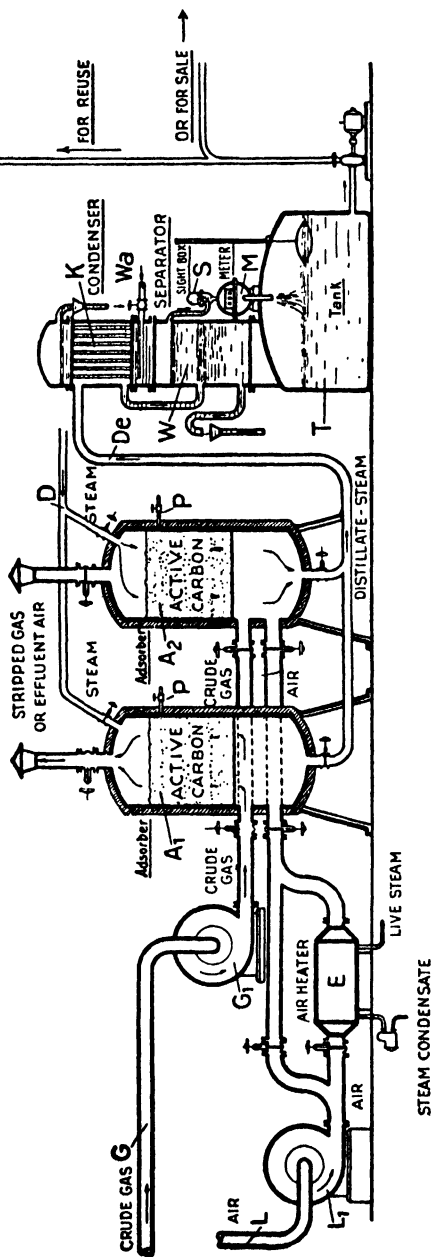 CRUDE GAS G
AIR
L
L1
AIR
STEAM CONDENSATE
LIVE STEAM
AIR HEATER
E
G1
CRUDE
GAS
Adsorber
A1
ACTIVE
CARBON
P
STEAM
STRIPPED GAS
OR EFFLUENT AIR
CRUDE
GAS
AIR
Adsorber
A2
ACTIVE
CARBON
P
STEAM
D
De
DISTILLATE-STEAM
K
CONDENSER
Wa
SEPARATOR
SIGHT BOX
S
W
METER
M
T
Tank
FOR REUSE
OR FOR SALE